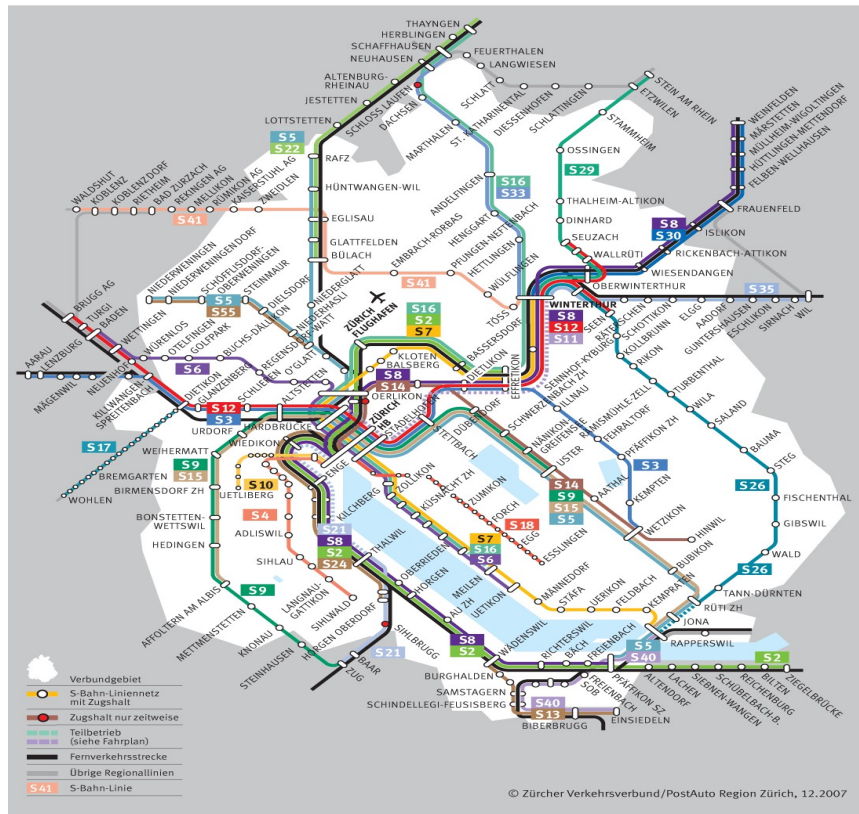 THAYNGEN
HERBLINGEN
SCHAFFHAUSEN
NEUHAUSEN
FEUERTHALEN
LANGWIESEN
ALTENBURG-
RHEINAU
JESTETTEN
LOTTSTETTEN
SCHLOSS LAUFEN
DACHSEN
MARTHALEN
ST. KATHARINENTAL
SCHLATT
DIESSENHOFEN
SCHLATTINGEN
STEIN AM RHEIN
ETZWILEN
STAMMHEIM
OSSINGEN
S29
THALHEIM-ALTIKON
DINHARD
SEUZACH
WALLRÜTI
WEINFELDEN
MÄRSTETTEN
MÜLLHEIM-WIGOLTINGEN
HÜTTLINGEN-METTENDORF
FELBEN-WELLHAUSEN
FRAUENFELD
ISLIKON
S8
S30
RICKENBACH-ATTIKON
WIESENDANGEN
OBERWINTERTHUR
S5
S22
RAFZ
HÜNTWANGEN-WIL
EGLISAU
GLATTFELDEN
BÜLACH
S16
S33
ANDELFINGEN
HENGGART
HETTLINGEN
WALDSHUT
KOBLENZ
KOBLENZ DORF
RIETHEIM
BAD ZURZACH
REKINGEN AG
MELLIKON
RÜMIKON AG
KAISERSTUHL AG
ZWEIDLEN
S41
EMBRACH-RORBAS
PFUNGEN-NEFTENBACH
WÜLFLINGEN
TÖSS
S41
WINTERTHUR
S8
S12
S11
S35
NIEDERWENINGEN
NIEDERWENINGEN DORF
SCHÖFFLISDORF-
OBERWENINGEN
STEINMAUR
DIELSDORF
NIEDERHASLI
NIEDERGLATT
S5
S55
ZÜRICH
FLUGHAFEN
S16
S2
S7
KLOTEN
BALSBERG
BASSERSDORF
DIETLIKON
EFFRETIKON
SEEN
RÄTERSCHEN
SCHOTTIKON
ELGG
AADORF
GUNTERSHAUSEN
ESCHLIKON
SIRNACH
WIL
BRUGG AG
TURGI
BADEN
WETTINGEN
WÜRENLOS
OTELFINGEN
GOLFPARK
BUCHS-DÄLLIKON
REGENSDORF-WATT
O'GLATT
S6
AARAU
LENZBURG
MÄGENWIL
NEUENHOF
KILLWANGEN-
SPREITENBACH
DIETIKON
GLANZENBERG
SCHLIEREN
ALTSTETTEN
S12
S3
URDORF
HARDBRÜCKE
WEIHERMATT
WIEDIKON
S8
S14
OERLIKON
ZÜRICH
HB
STADELHOFEN
STETTBACH
DÜBENDORF
SCHWERZENBACH ZH
NÄNIKON-
GREIFENSEE
USTER
AATHAL
SENNHOF-KYBURG
KOLLBRUNN
RIKON
TURBENTHAL
WILA
SALAND
BAUMA
STEG
FISCHENTHAL
GIBSWIL
WALD
TANN-DÜRNTEN
RÜTI ZH
S26
S26
ILLNAU
FEHRALTORF
RAMISMÜHLE-ZELL
PFÄFFIKON ZH
KEMPTEN
S3
WETZIKON
HINWIL
BUBIKON
S14
S9
S15
S5
S17
BREMGARTEN
WOHLEN
S9
S15
BIRMENSDORF ZH
BONSTETTEN-
WETTSWIL
HEDINGEN
AFFOLTERN AM ALBIS
METTMENSTETTEN
KNONAU
STEINHAUSEN
ZUG
BAAR
S9
S10
UETLIBERG
S4
ADLISWIL
SIHLAU
LANGNAU-
GATTIKON
SIHLWALD
ENGE
KILCHBERG
S21
S8
S2
S24
THALWIL
OBERRIEDEN
HORGEN
AU ZH
WÄDENSWIL
HORGEN OBERDORF
SIHLBRUGG
S21
ZOLLIKON
KÜSNACHT ZH
ZUMIKON
FORCH
EGG
ESSLINGEN
S18
S7
S16
S6
MEILEN
UETIKON
MÄNNEDORF
STÄFA
UERIKON
FELDBACH
KEMPRATEN
JONA
RAPPERSWIL
S8
S2
RICHTERSWIL
BÄCH
FREIENBACH
S5
S40
S2
BURGHALDEN
SAMSTAGERN
SCHINDELLEGI-FEUSISBERG
BIBERBRUGG
S40
S13
EINSIEDELN
FREIENBACH
SOB
PFÄFFIKON SZ
ALTENDORF
LACHEN
SIEBNEN-WANGEN
SCHÜBELBACH-B.
REICHENBURG
BILTEN
ZIEGELBRÜCKE
Verbundgebiet
S-Bahn-Liniennetz
mit Zugshalt
Zugshalt nur zeitweise
Teilbetrieb
(siehe Fahrplan)
Fernverkehrsstrecke
Übrige Regionallinien
S41 S-Bahn-Linie
© Zürcher Verkehrsverbund/PostAuto Region Zürich, 12.2007